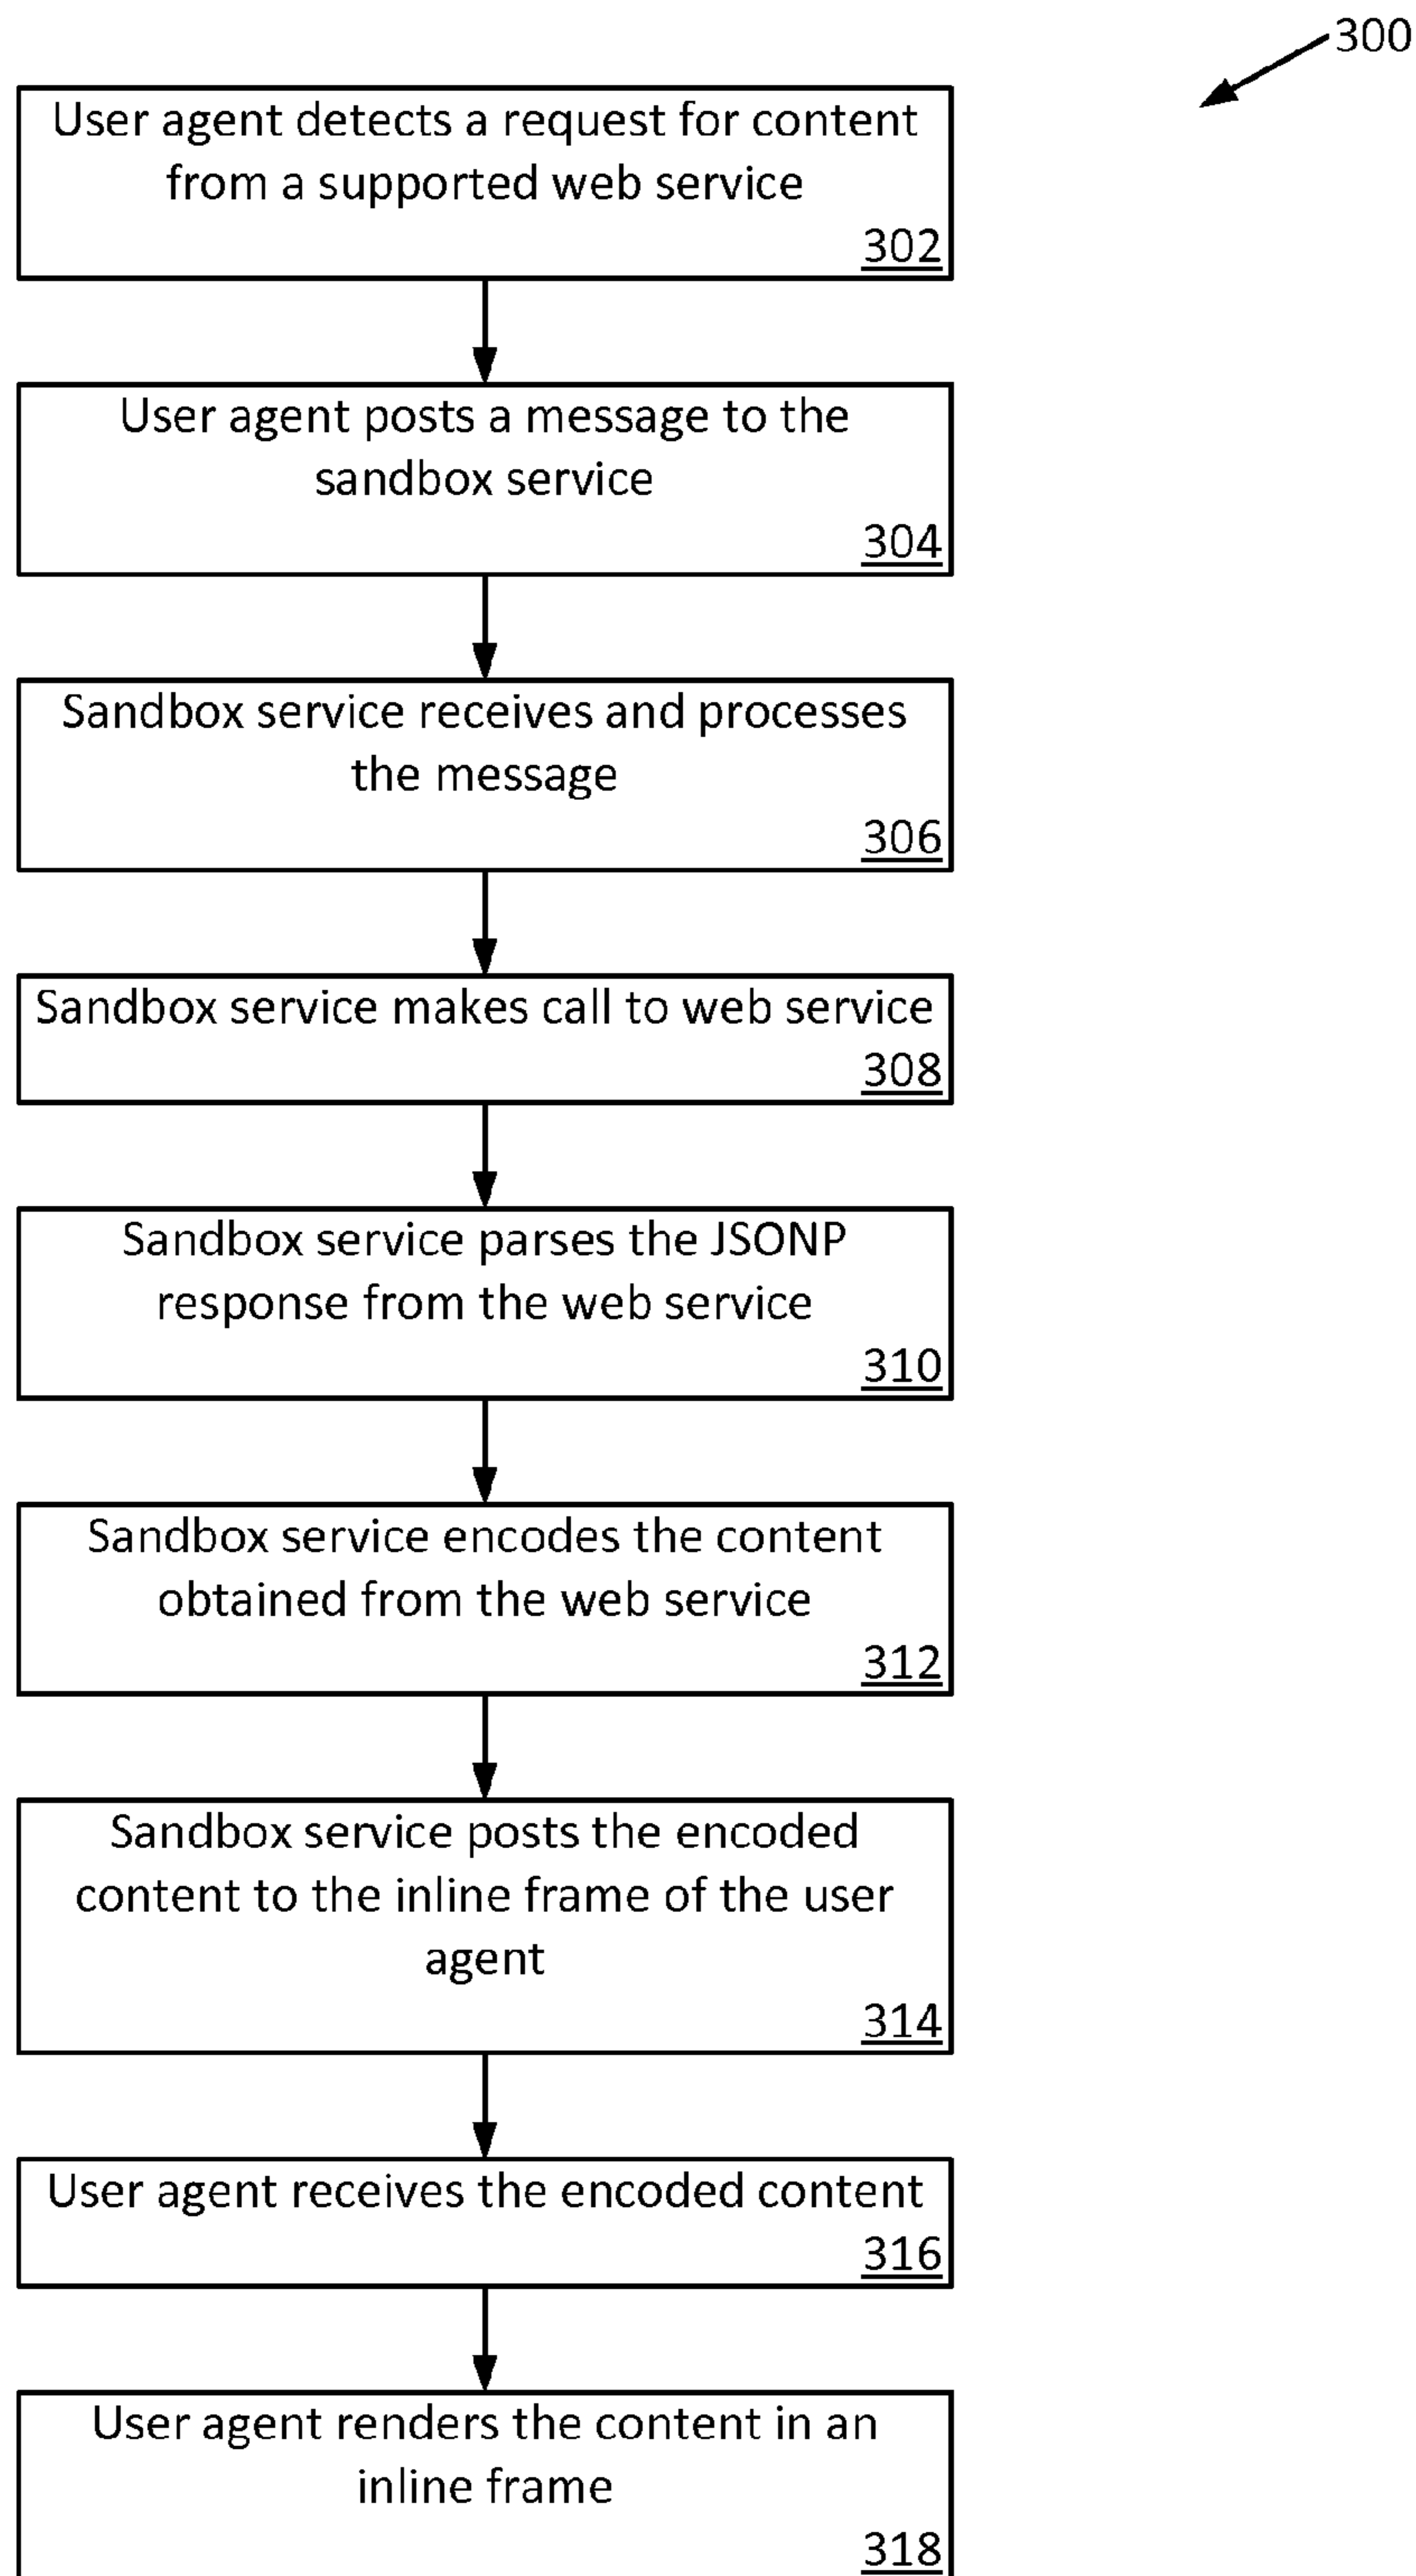 300
User agent detects a request for content
from a supported web service
302
User agent posts a message to the
sandbox service
304
Sandbox service receives and processes
the message
306
Sandbox service makes call to web service
308
Sandbox service parses the JSONP
response from the web service
310
Sandbox service encodes the content
obtained from the web service
312
Sandbox service posts the encoded
content to the inline frame of the user
agent
314
User agent receives the encoded content
316
User agent renders the content in an
inline frame
318